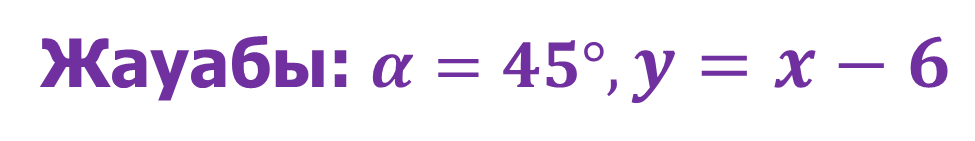 Жауабы: α = 45°, y = x − 6